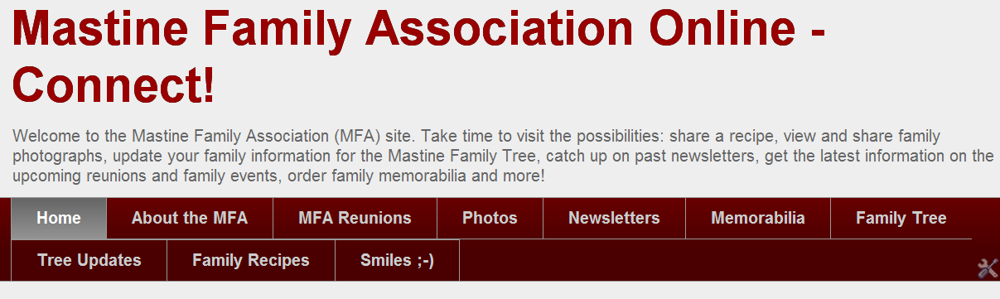 Mastine Family Association Online -
Connect!
Welcome to the Mastine Family Association (MFA) site. Take time to visit the possibilities: share a recipe, view and share family
photographs, update your family information for the Mastine Family Tree, catch up on past newsletters, get the latest information on the
upcoming reunions and family events, order family memorabilia and more!
Home About the MFA MFA Reunions Photos Newsletters Memorabilia Family Tree
Tree Updates Family Recipes Smiles ;-)